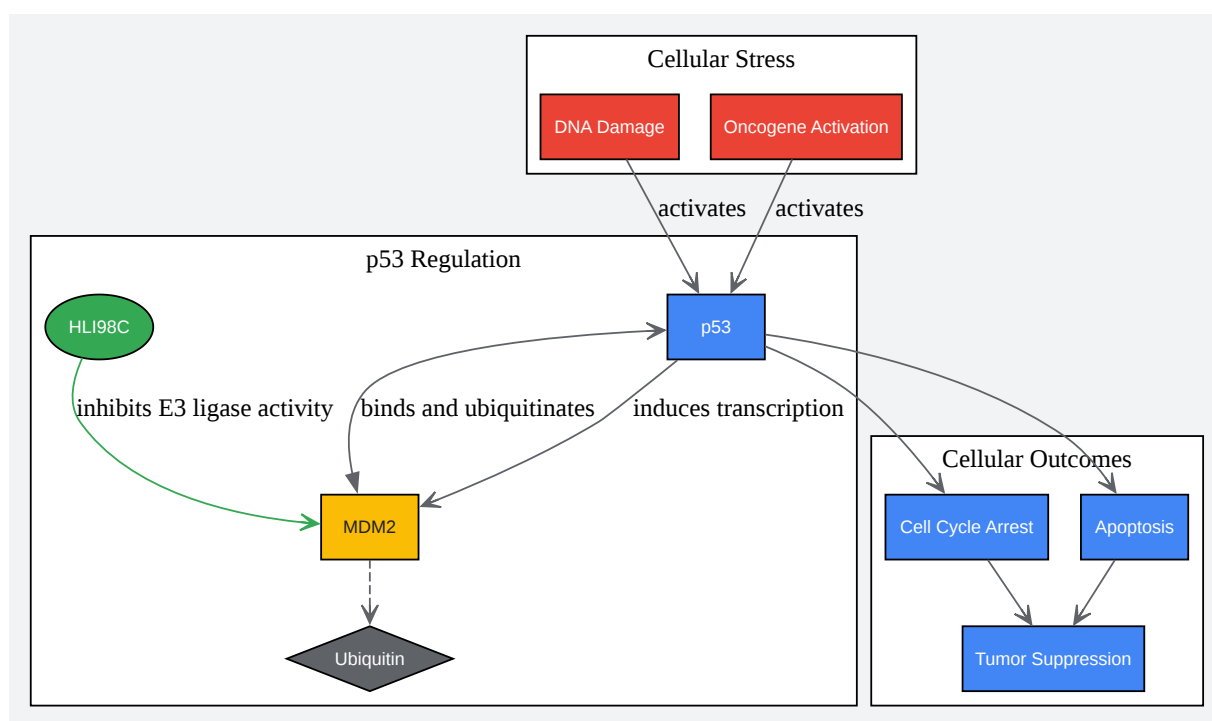 Cellular Stress
DNA Damage
Oncogene Activation
activates
activates
p53 Regulation
HLI98C
p53
inhibits E3 ligase activity
binds and ubiquitinates
induces transcription
Cellular Outcomes
MDM2
Cell Cycle Arrest
Apoptosis
Ubiquitin
Tumor Suppression